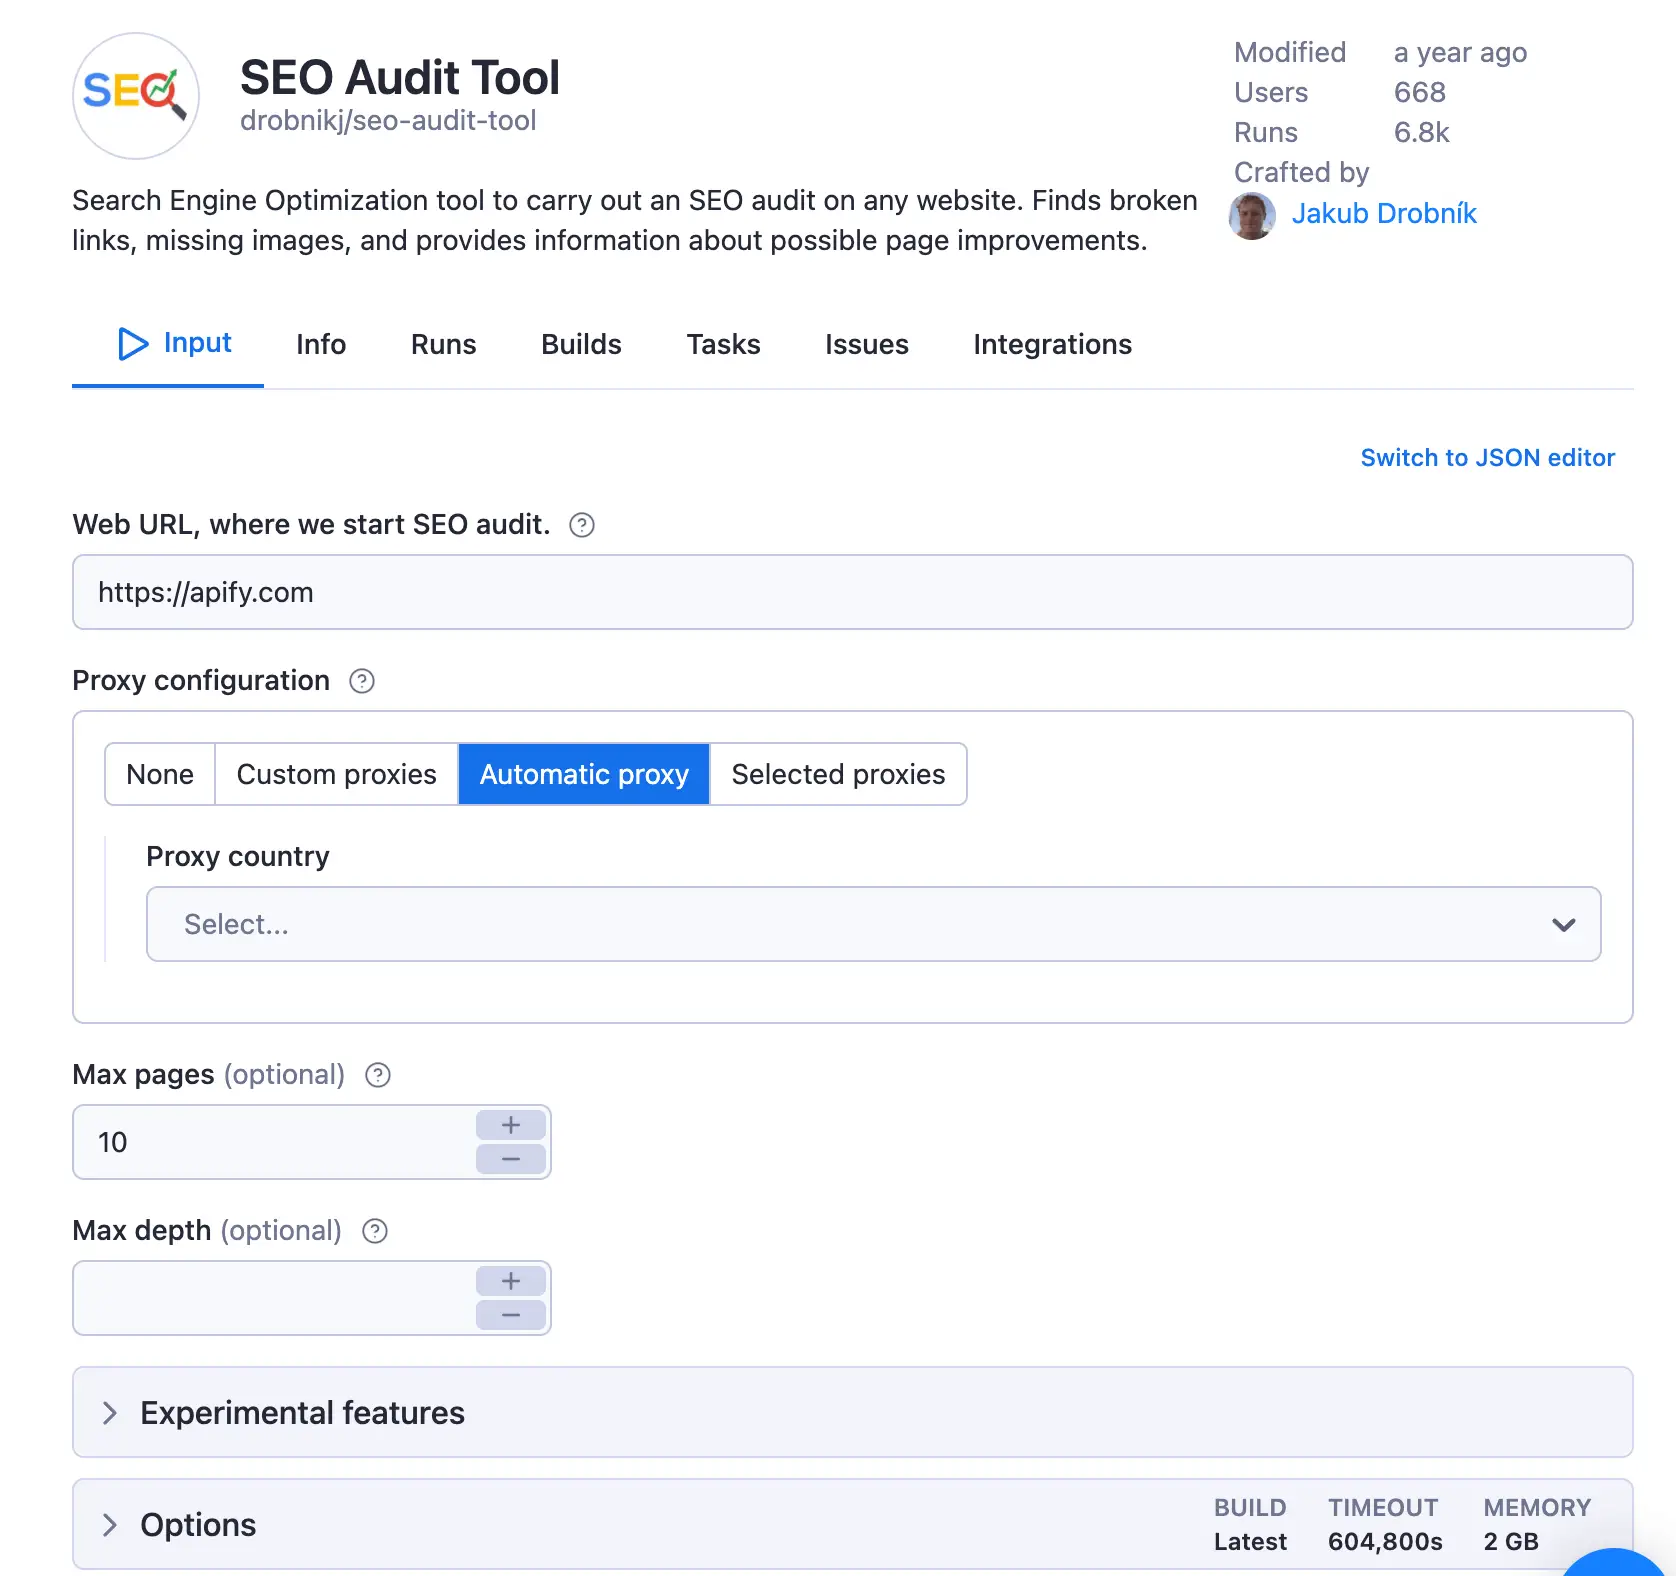 SEO
SEO Audit Tool
drobnikj/seo-audit-tool
Modified a year ago
Users 668
Runs 6.8k
Crafted by
Jakub Drobník
Search Engine Optimization tool to carry out an SEO audit on any website. Finds broken
links, missing images, and provides information about possible page improvements.
Input Info Runs Builds Tasks Issues Integrations
Switch to JSON editor
Web URL, where we start SEO audit. ?
https://apify.com
Proxy configuration ?
None Custom proxies Automatic proxy Selected proxies
Proxy country
Select...
Max pages (optional) ?
10
+
−
Max depth (optional) ?
+
−
Experimental features
Options
BUILD TIMEOUT MEMORY
Latest 604,800s 2 GB